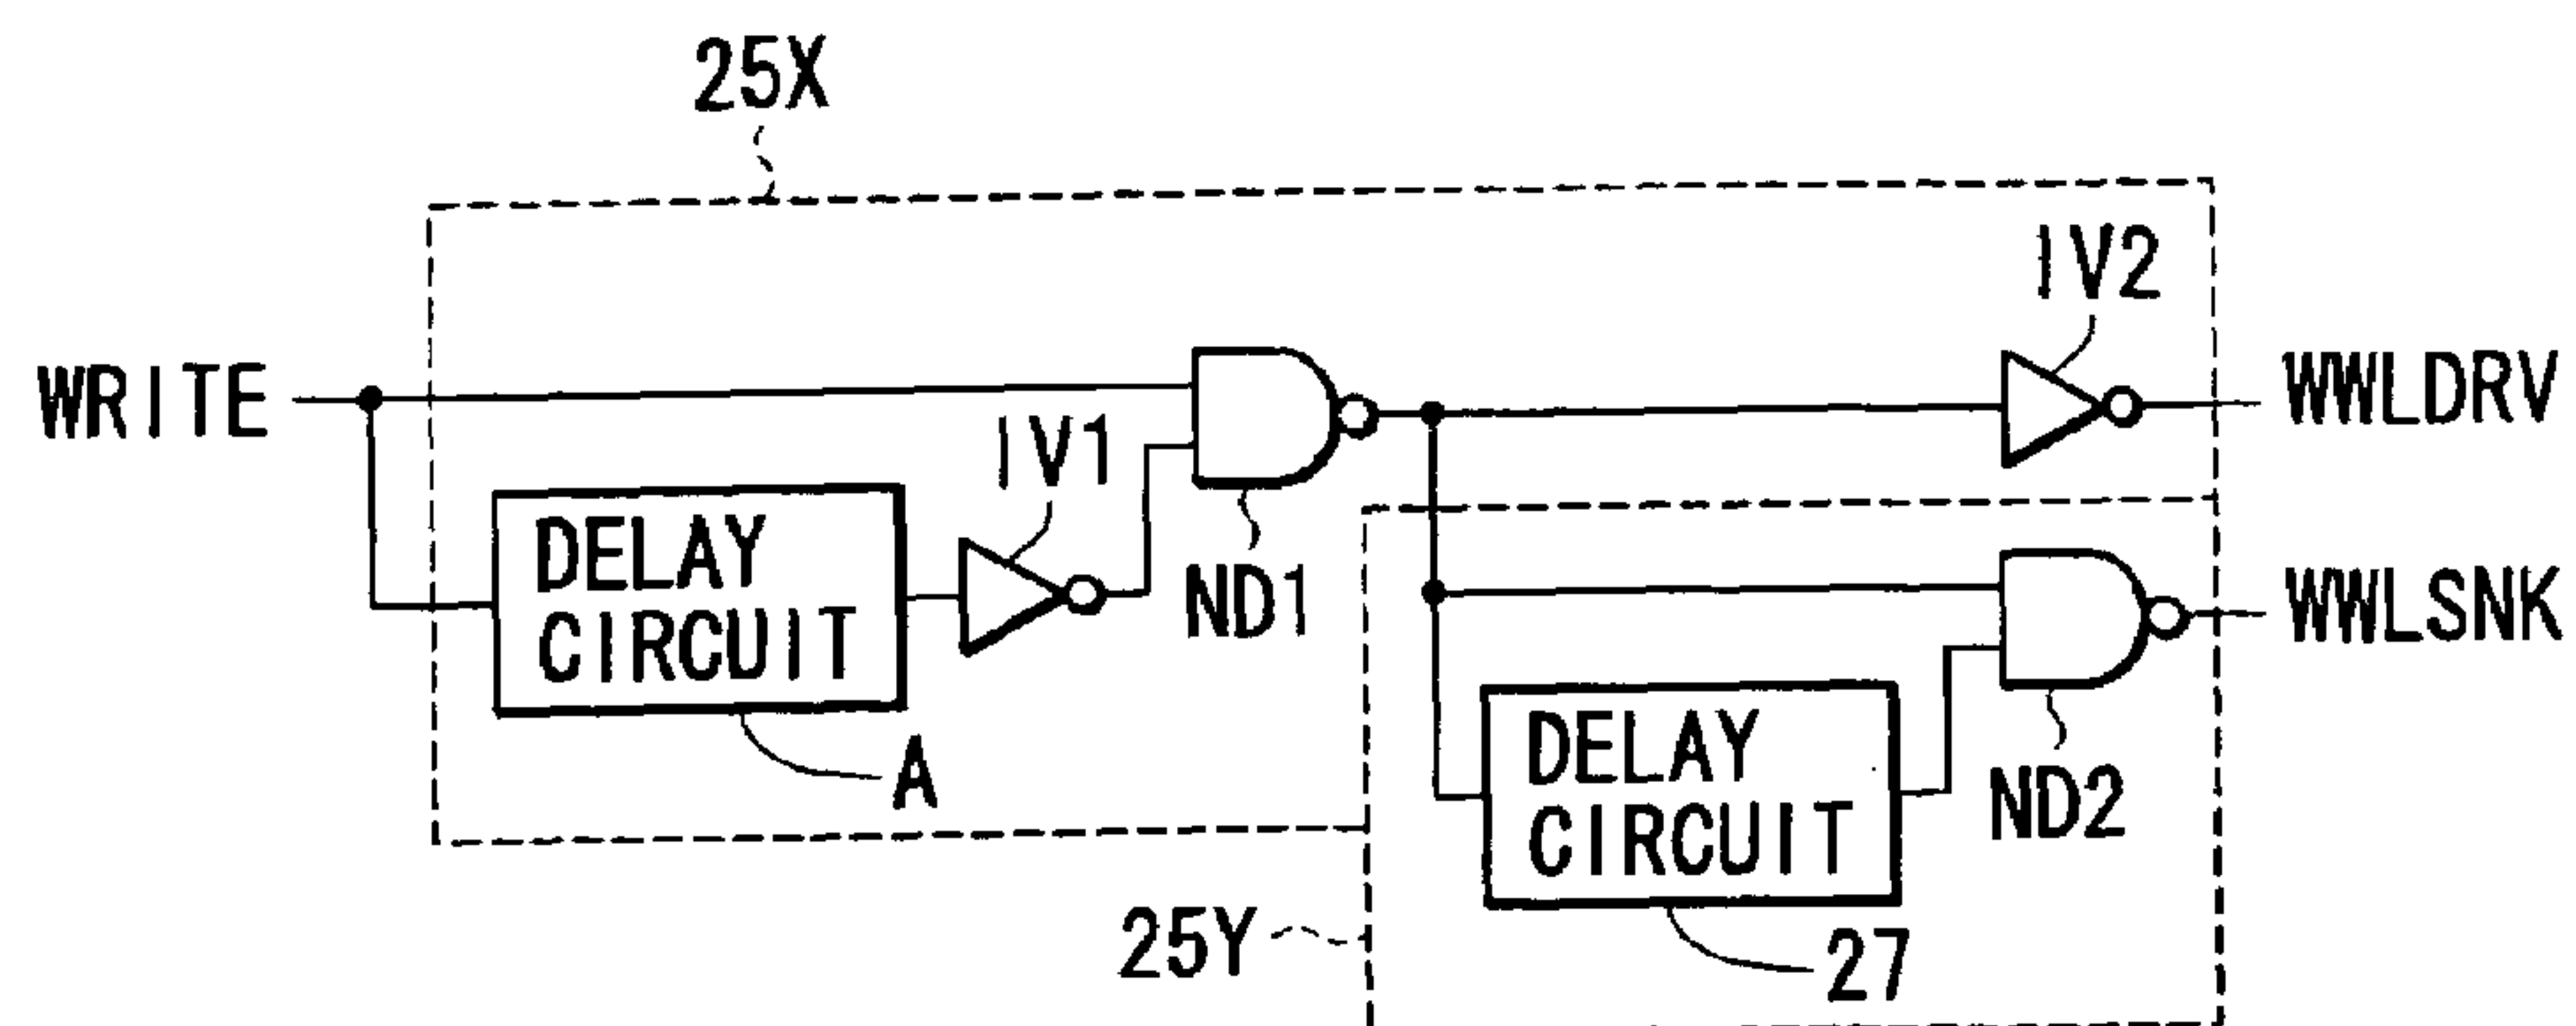 25X
IV2
WRITE
WWLDRV
IV1
DELAY
CIRCUIT
ND1
WWLSNK
A
DELAY
CIRCUIT
ND2
25Y
27